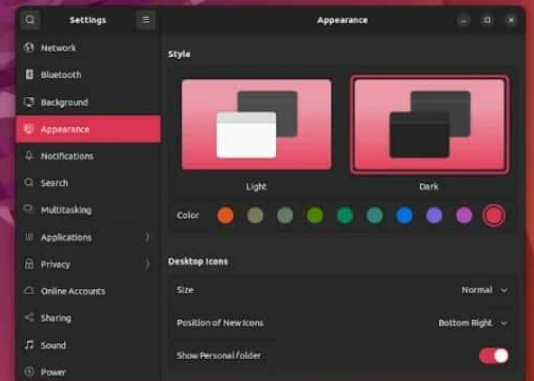 Settings
Appearance
Network
Bluetooth
Background
Appearance
Notifications
Search
Multitasking
Applications
Privacy
Online Accounts
Sharing
Sound
Power
Style
Light
Dark
Color
Desktop Icons
Size
Normal
Position of New Icons
Bottom Right
Show Personal folder